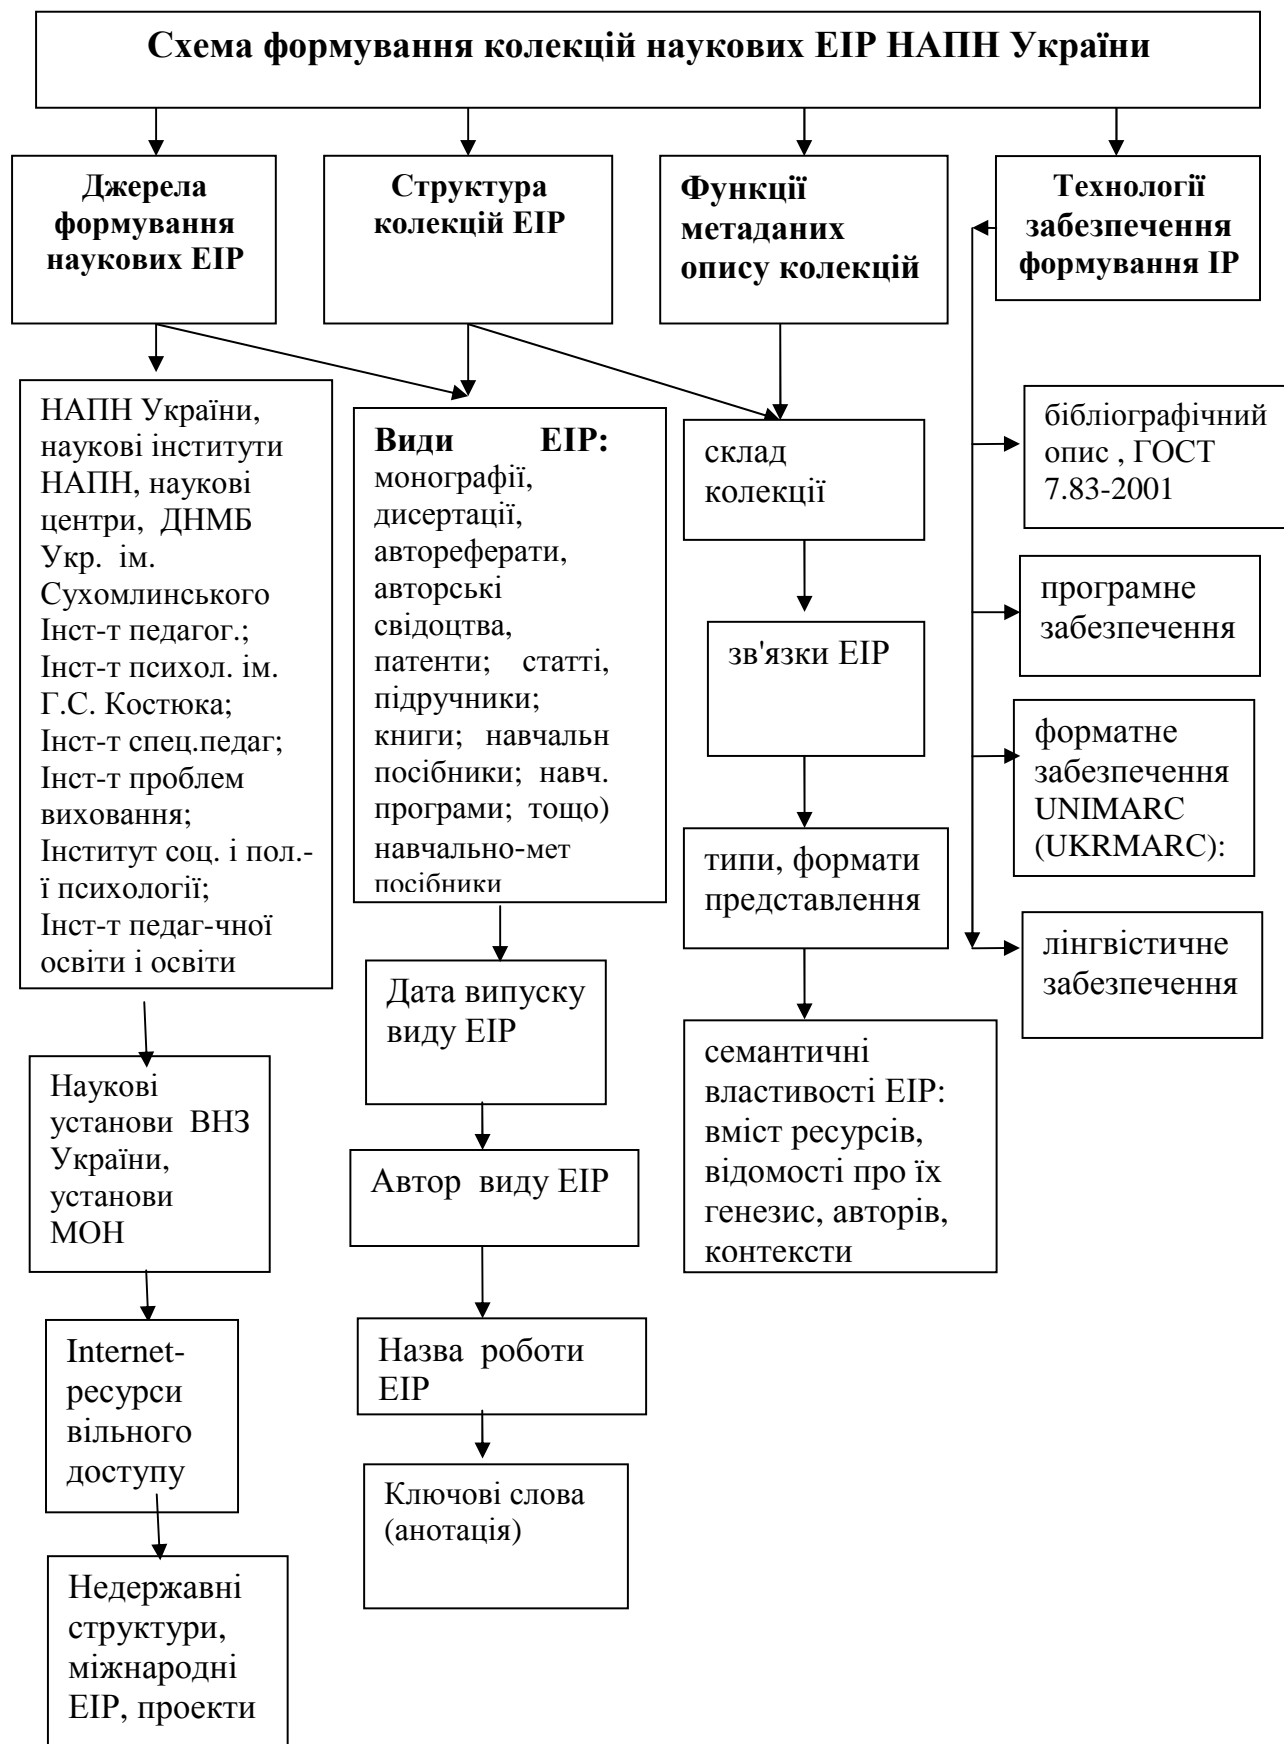 Схема формування колекцій наукових ЕІР НАПН України
Джерела
формування
наукових ЕІР
Структура
колекцій ЕІР
Функції
метаданих
опису колекцій
Технології
забезпечення
формування ІР
НАПН України,
наукові інститути
НАПН, наукові
центри, ДНМБ
Укр. ім.
Сухомлинського
Інст-т педагог.;
Інст-т психол. ім.
Г.С. Костюка;
Інст-т спец.педаг;
Інст-т проблем
виховання;
Інститут соц. і пол.-
ї психології;
Інст-т педаг-чної
освіти і освіти
Наукові
установи ВНЗ
України,
установи
МОН
Internet-
ресурси
вільного
доступу
Недержавні
структури,
міжнародні
ЕІР, проекти
Види ЕІР:
монографії,
дисертації,
автореферати,
авторські
свідоцтва,
патенти; статті,
підручники;
книги; навчальн
посібники; навч.
програми; тощо)
навчально-мет
посібники
Дата випуску
виду ЕІР
Автор виду ЕІР
Назва роботи
ЕІР
Ключові слова
(анотація)
склад
колекції
зв'язки ЕІР
типи, формати
представлення
семантичні
властивості ЕІР:
вміст ресурсів,
відомості про їх
генезис, авторів,
контексти
бібліографічний
опис , ГОСТ
7.83-2001
програмне
забезпечення
форматне
забезпечення
UNIMARC
(UKRMARC):
лінгвістичне
забезпечення